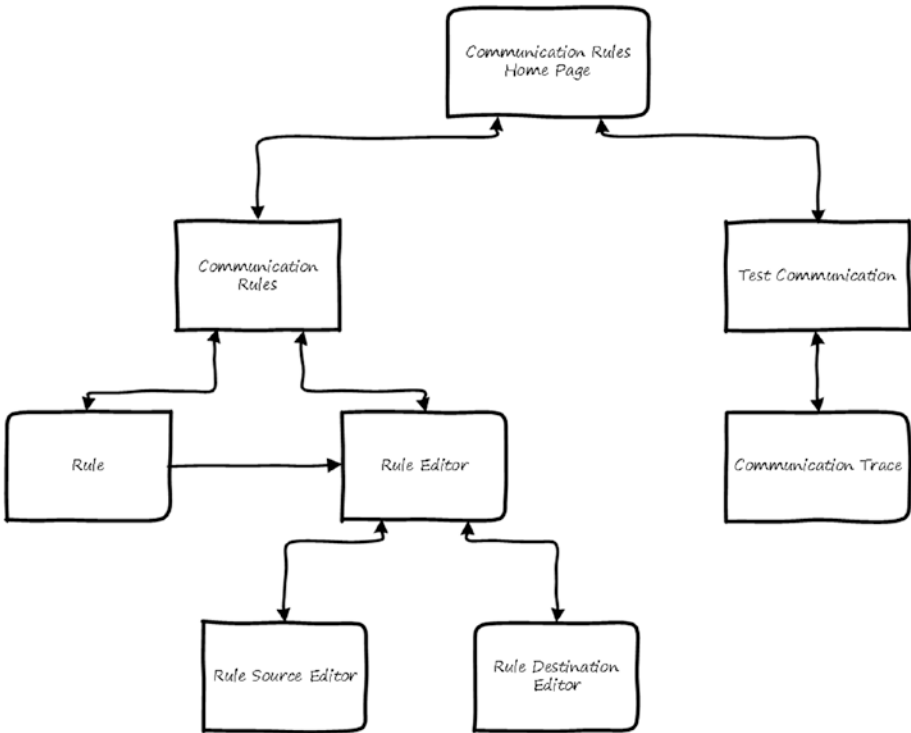 Communication Rules
Home Page
Communication
Rules
Test Communication
Rule
Rule Editor
Communication Trace
Rule Source Editor
Rule Destination
Editor